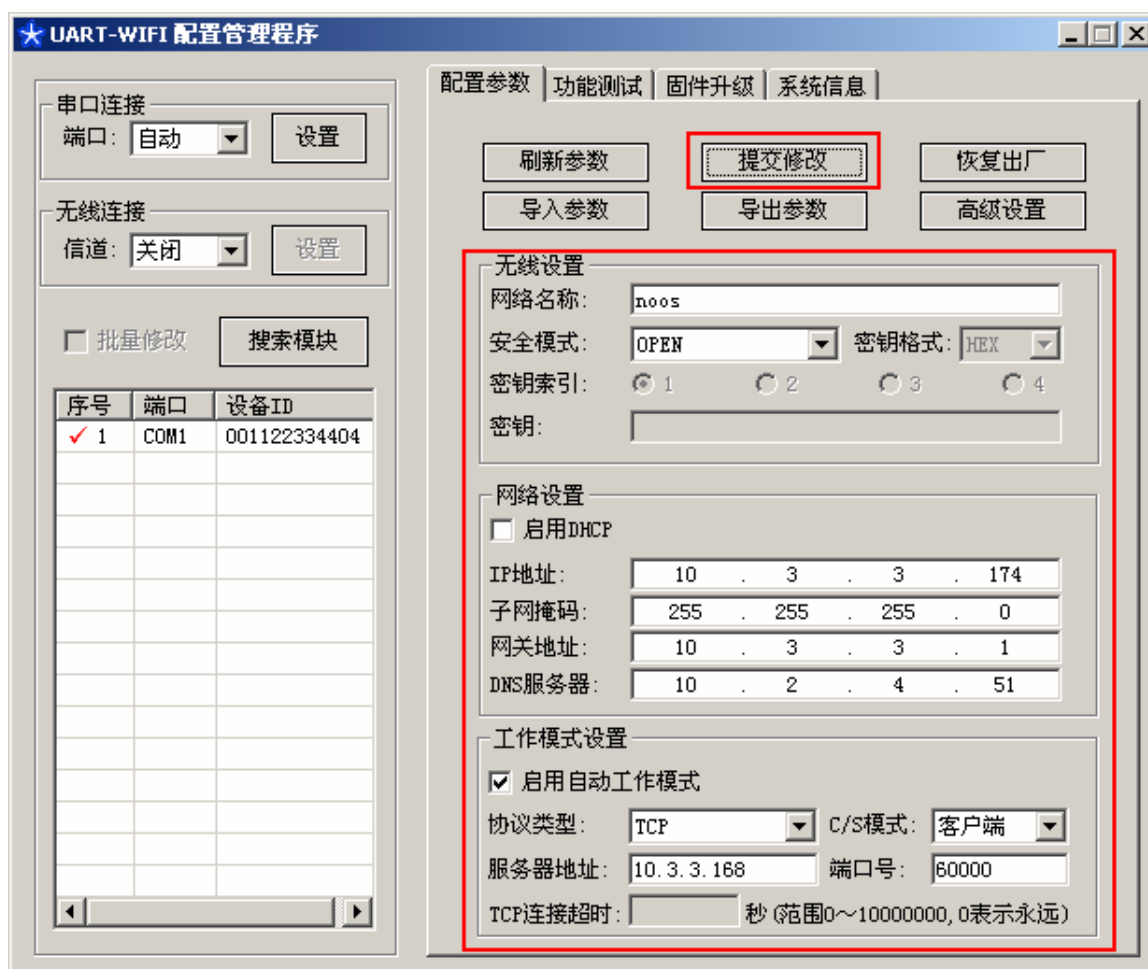 UART-WIFI 配置管理程序
串口连接
端口: 自动 设置
无线连接
信道: 关闭 设置
批量修改 搜索模块
序号 端口 设备ID
1 COM1 001122334404
配置参数 功能测试 固件升级 系统信息
刷新参数 提交修改 恢复出厂
导入参数 导出参数 高级设置
无线设置
网络名称: noos
安全模式: OPEN 密钥格式: HEX
密钥索引: 1 2 3 4
密钥:
网络设置
启用DHCP
IP地址: 10 . 3 . 3 . 174
子网掩码: 255 . 255 . 255 . 0
网关地址: 10 . 3 . 3 . 1
DNS服务器: 10 . 2 . 4 . 51
工作模式设置
启用自动工作模式
协议类型: TCP C/S模式: 客户端
服务器地址: 10.3.3.168 端口号: 60000
TCP连接超时: 秒(范围0～10000000,0表示永远)